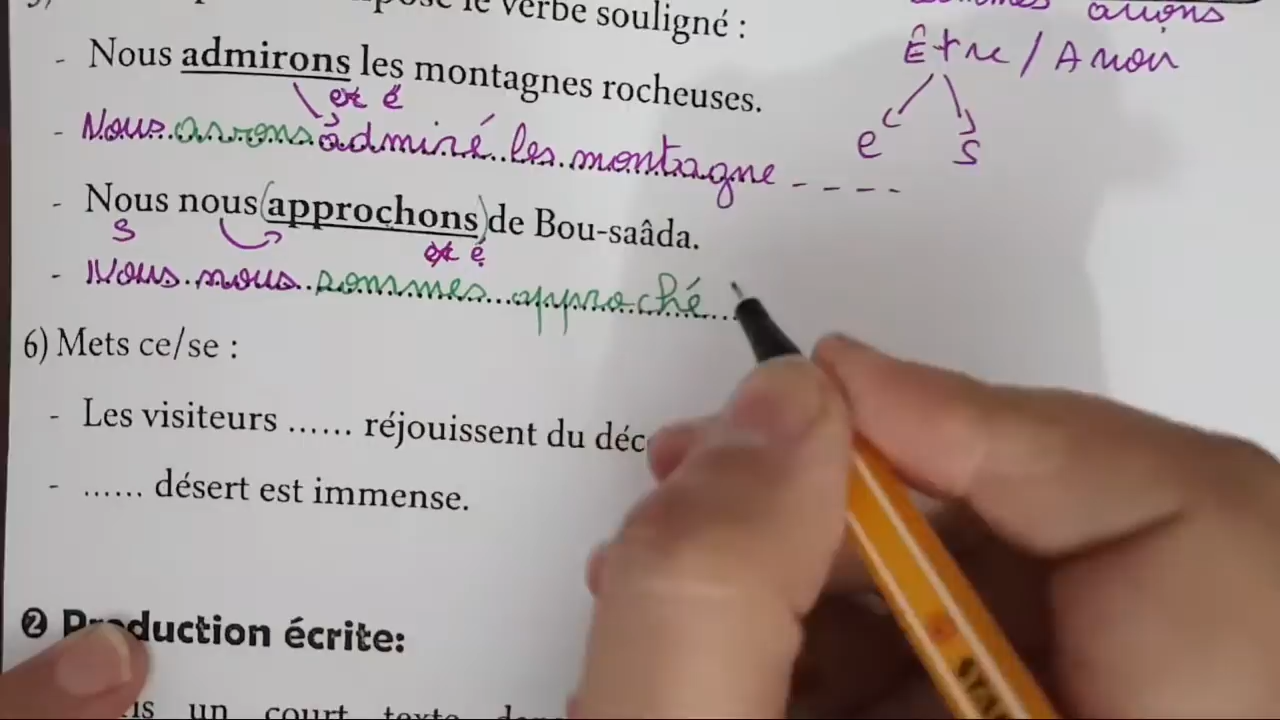 le verbe souligné :
avons
Être / Avoir
e s
- Nous admirons les montagnes rocheuses.
er é
- Nous avons admiré les montagne ----
- Nous nous (approchons) de Bou-saâda.
S er é
- Nous nous sommes approché
6) Mets ce/se :
- Les visiteurs ...... réjouissent du
- ...... désert est immense.
❷ Production écrite:
un court texte